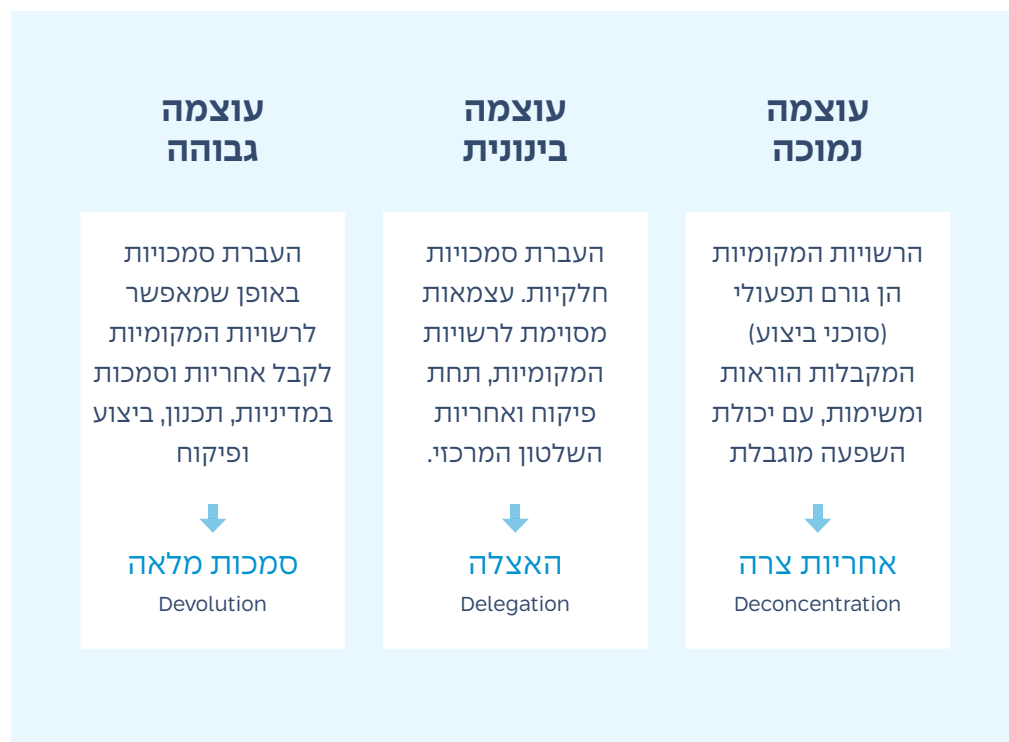 עוצמה
נמוכה
הרשויות המקומיות
הן גורם תפעולי
(סוכני ביצוע)
המקבלות הוראות
ומשימות, עם יכולת
השפעה מוגבלת
אחריות צרה
Deconcentration
עוצמה
בינונית
העברת סמכויות
חלקיות. עצמאות
מסוימת לרשויות
המקומיות, תחת
פיקוח ואחריות
השלטון המרכזי.
האצלה
Delegation
עוצמה
גבוהה
העברת סמכויות
באופן שמאפשר
לרשויות המקומיות
לקבל אחריות וסמכות
במדיניות, תכנון, ביצוע
ופיקוח
סמכות מלאה
Devolution